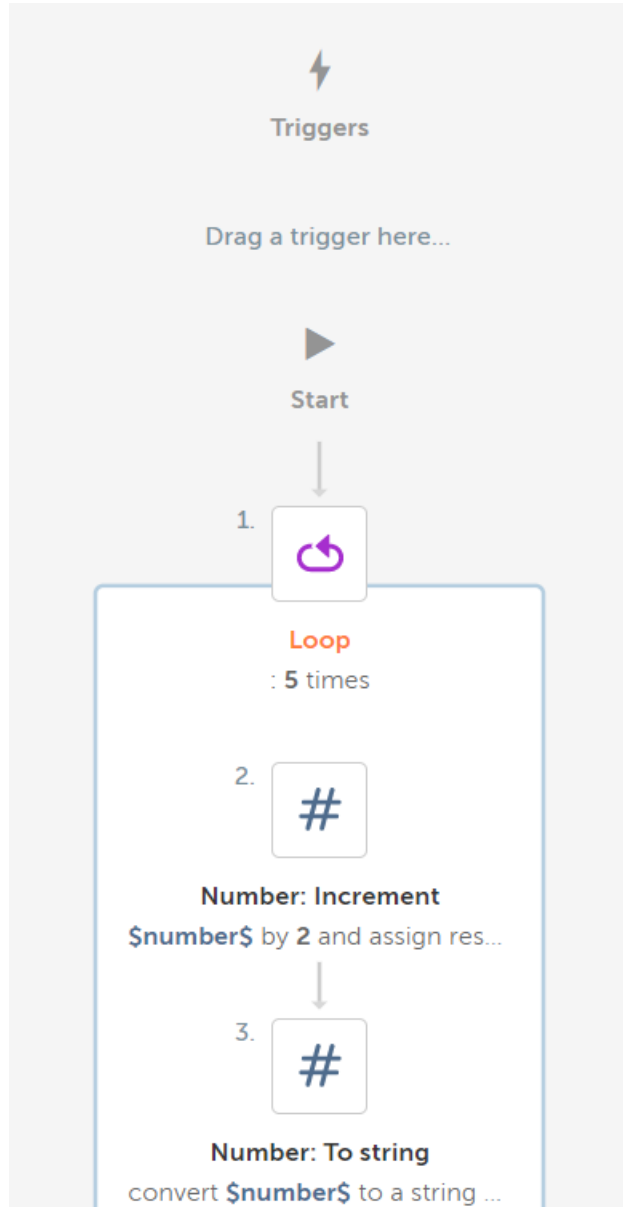 Triggers
Drag a trigger here...
Start
1.
Loop
: 5 times
2.
Number: Increment
$number$ by 2 and assign res...
3.
Number: To string
convert $number$ to a string ...